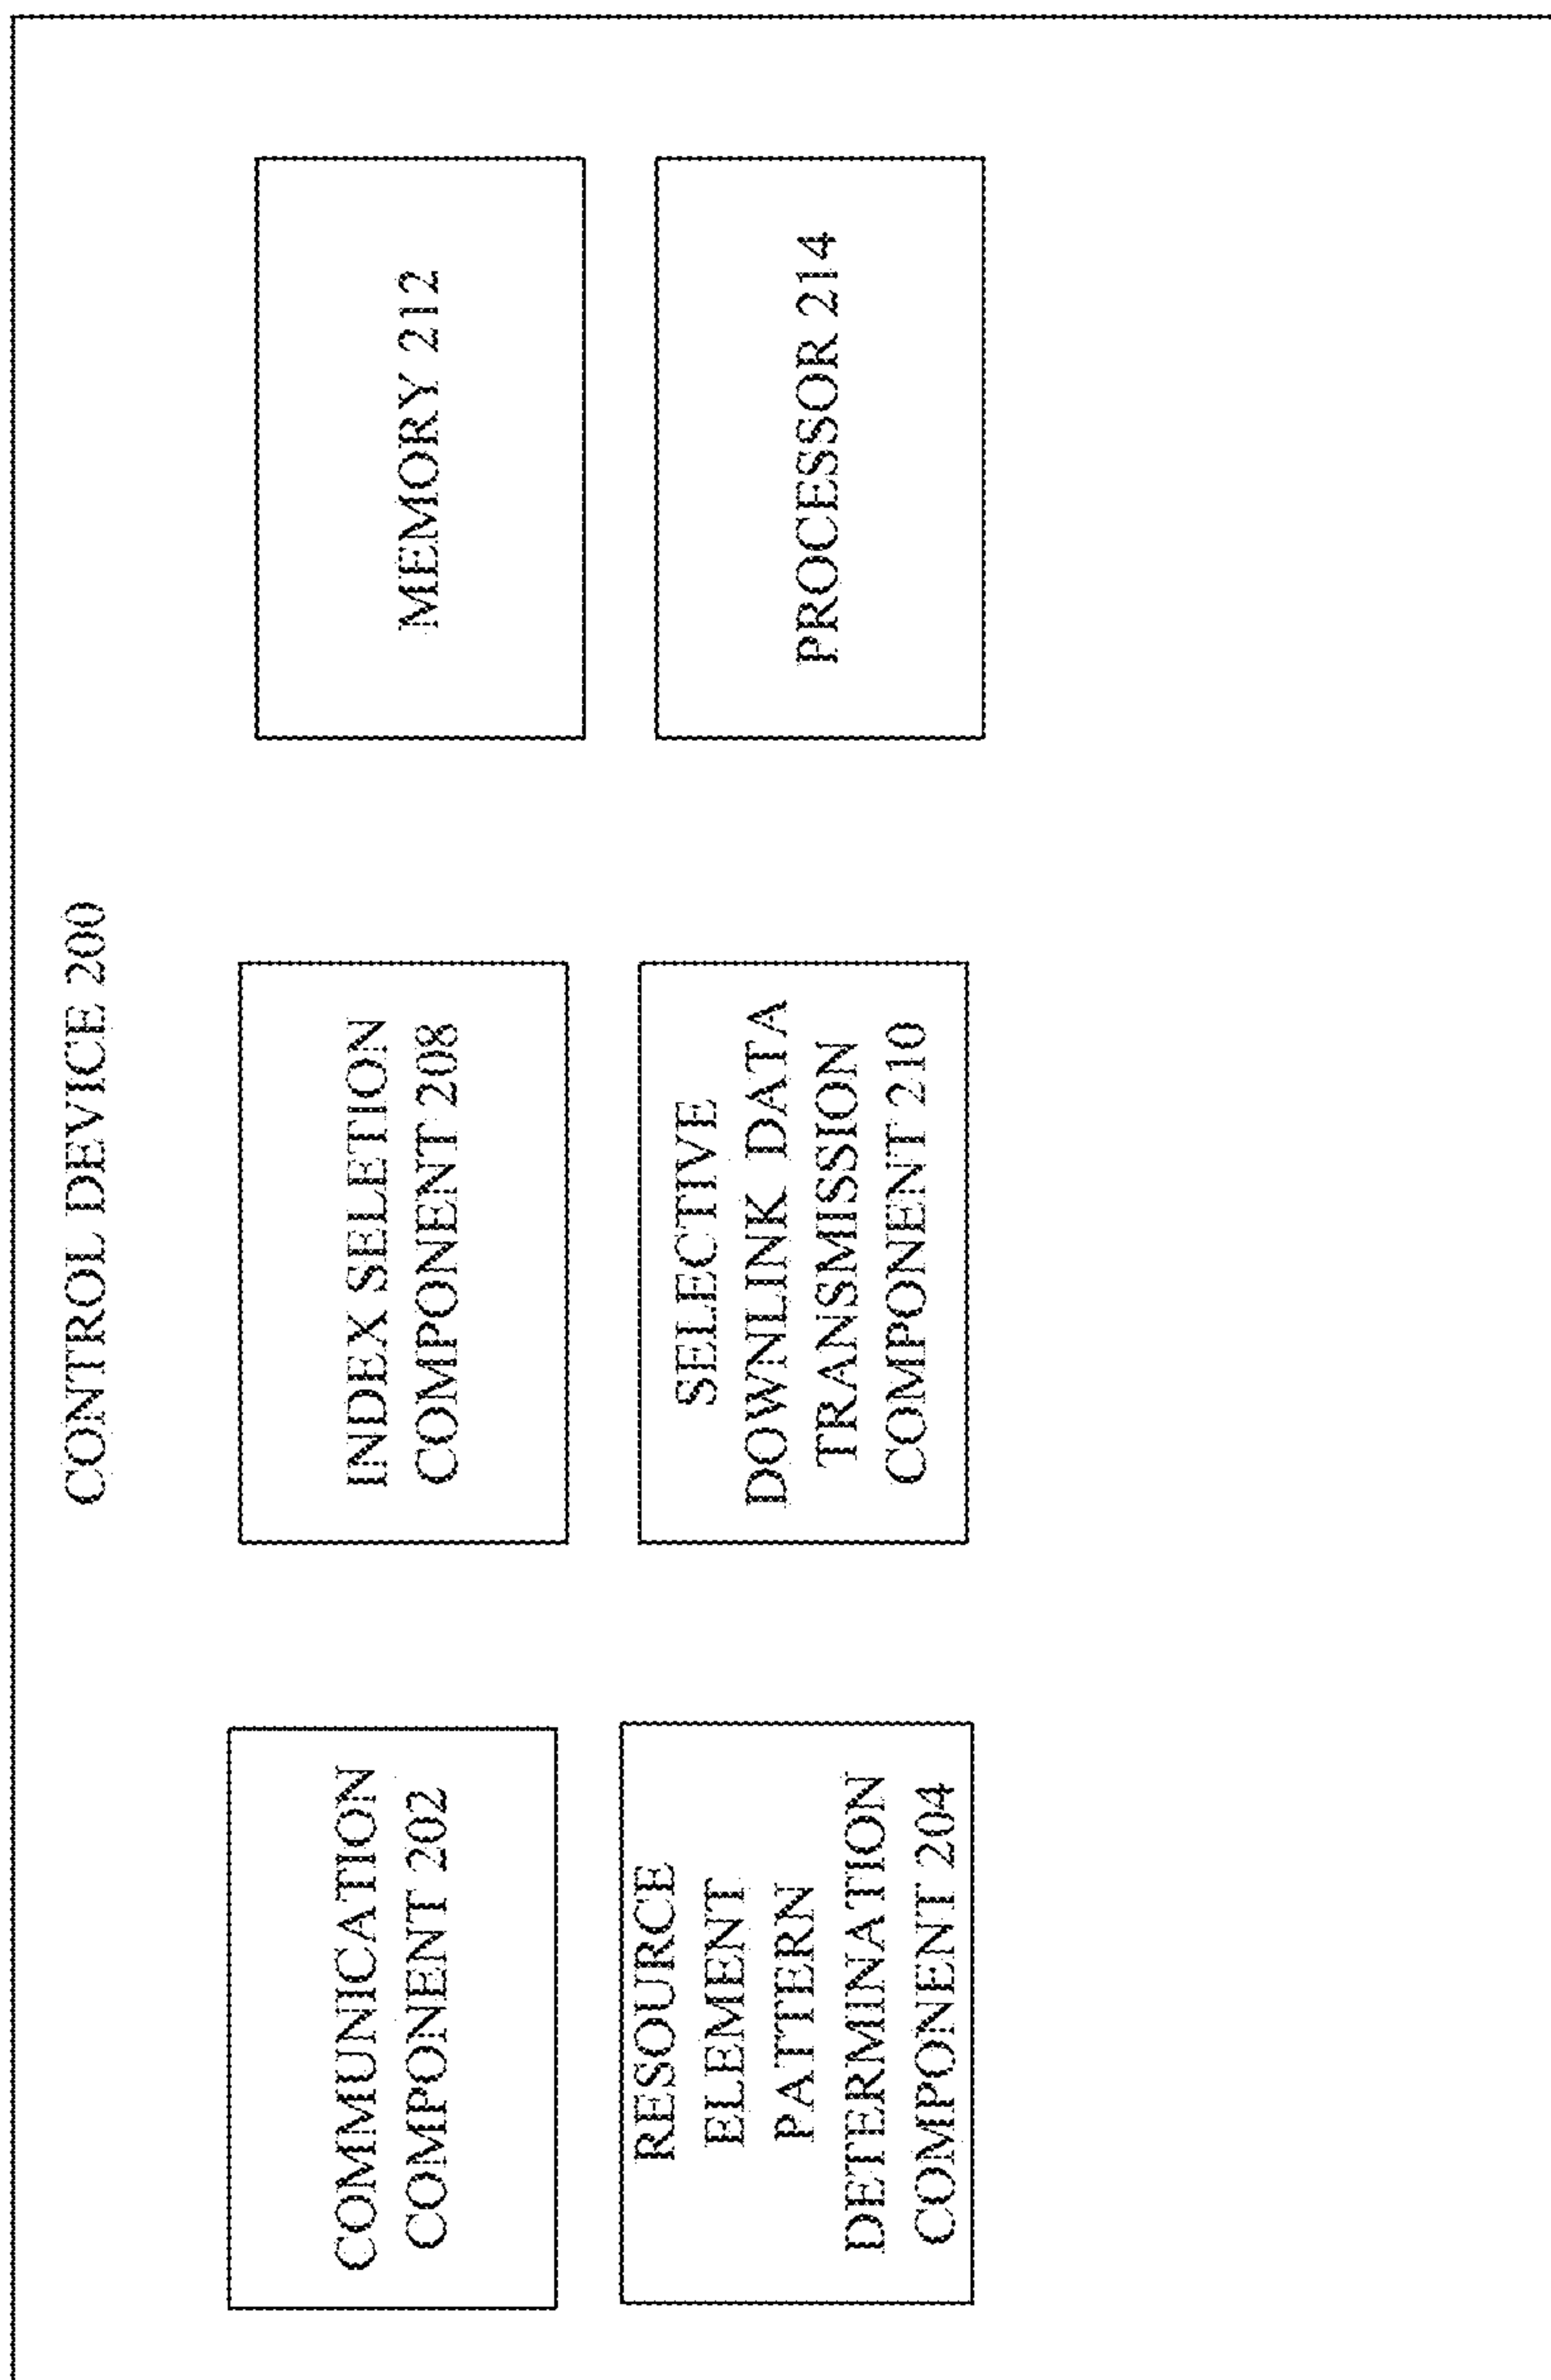 CONTROL DEVICE 200
COMMUNICATION
COMPONENT 202
INDEX SELETION
COMPONENT 208
MEMORY 212
RESOURCE
ELEMENT
PATTERN
DETERMINATION
COMPONENT 204
SELECTIVE
DOWNLINK DATA
TRANSMISSION
COMPONENT 210
PROCESSOR 214